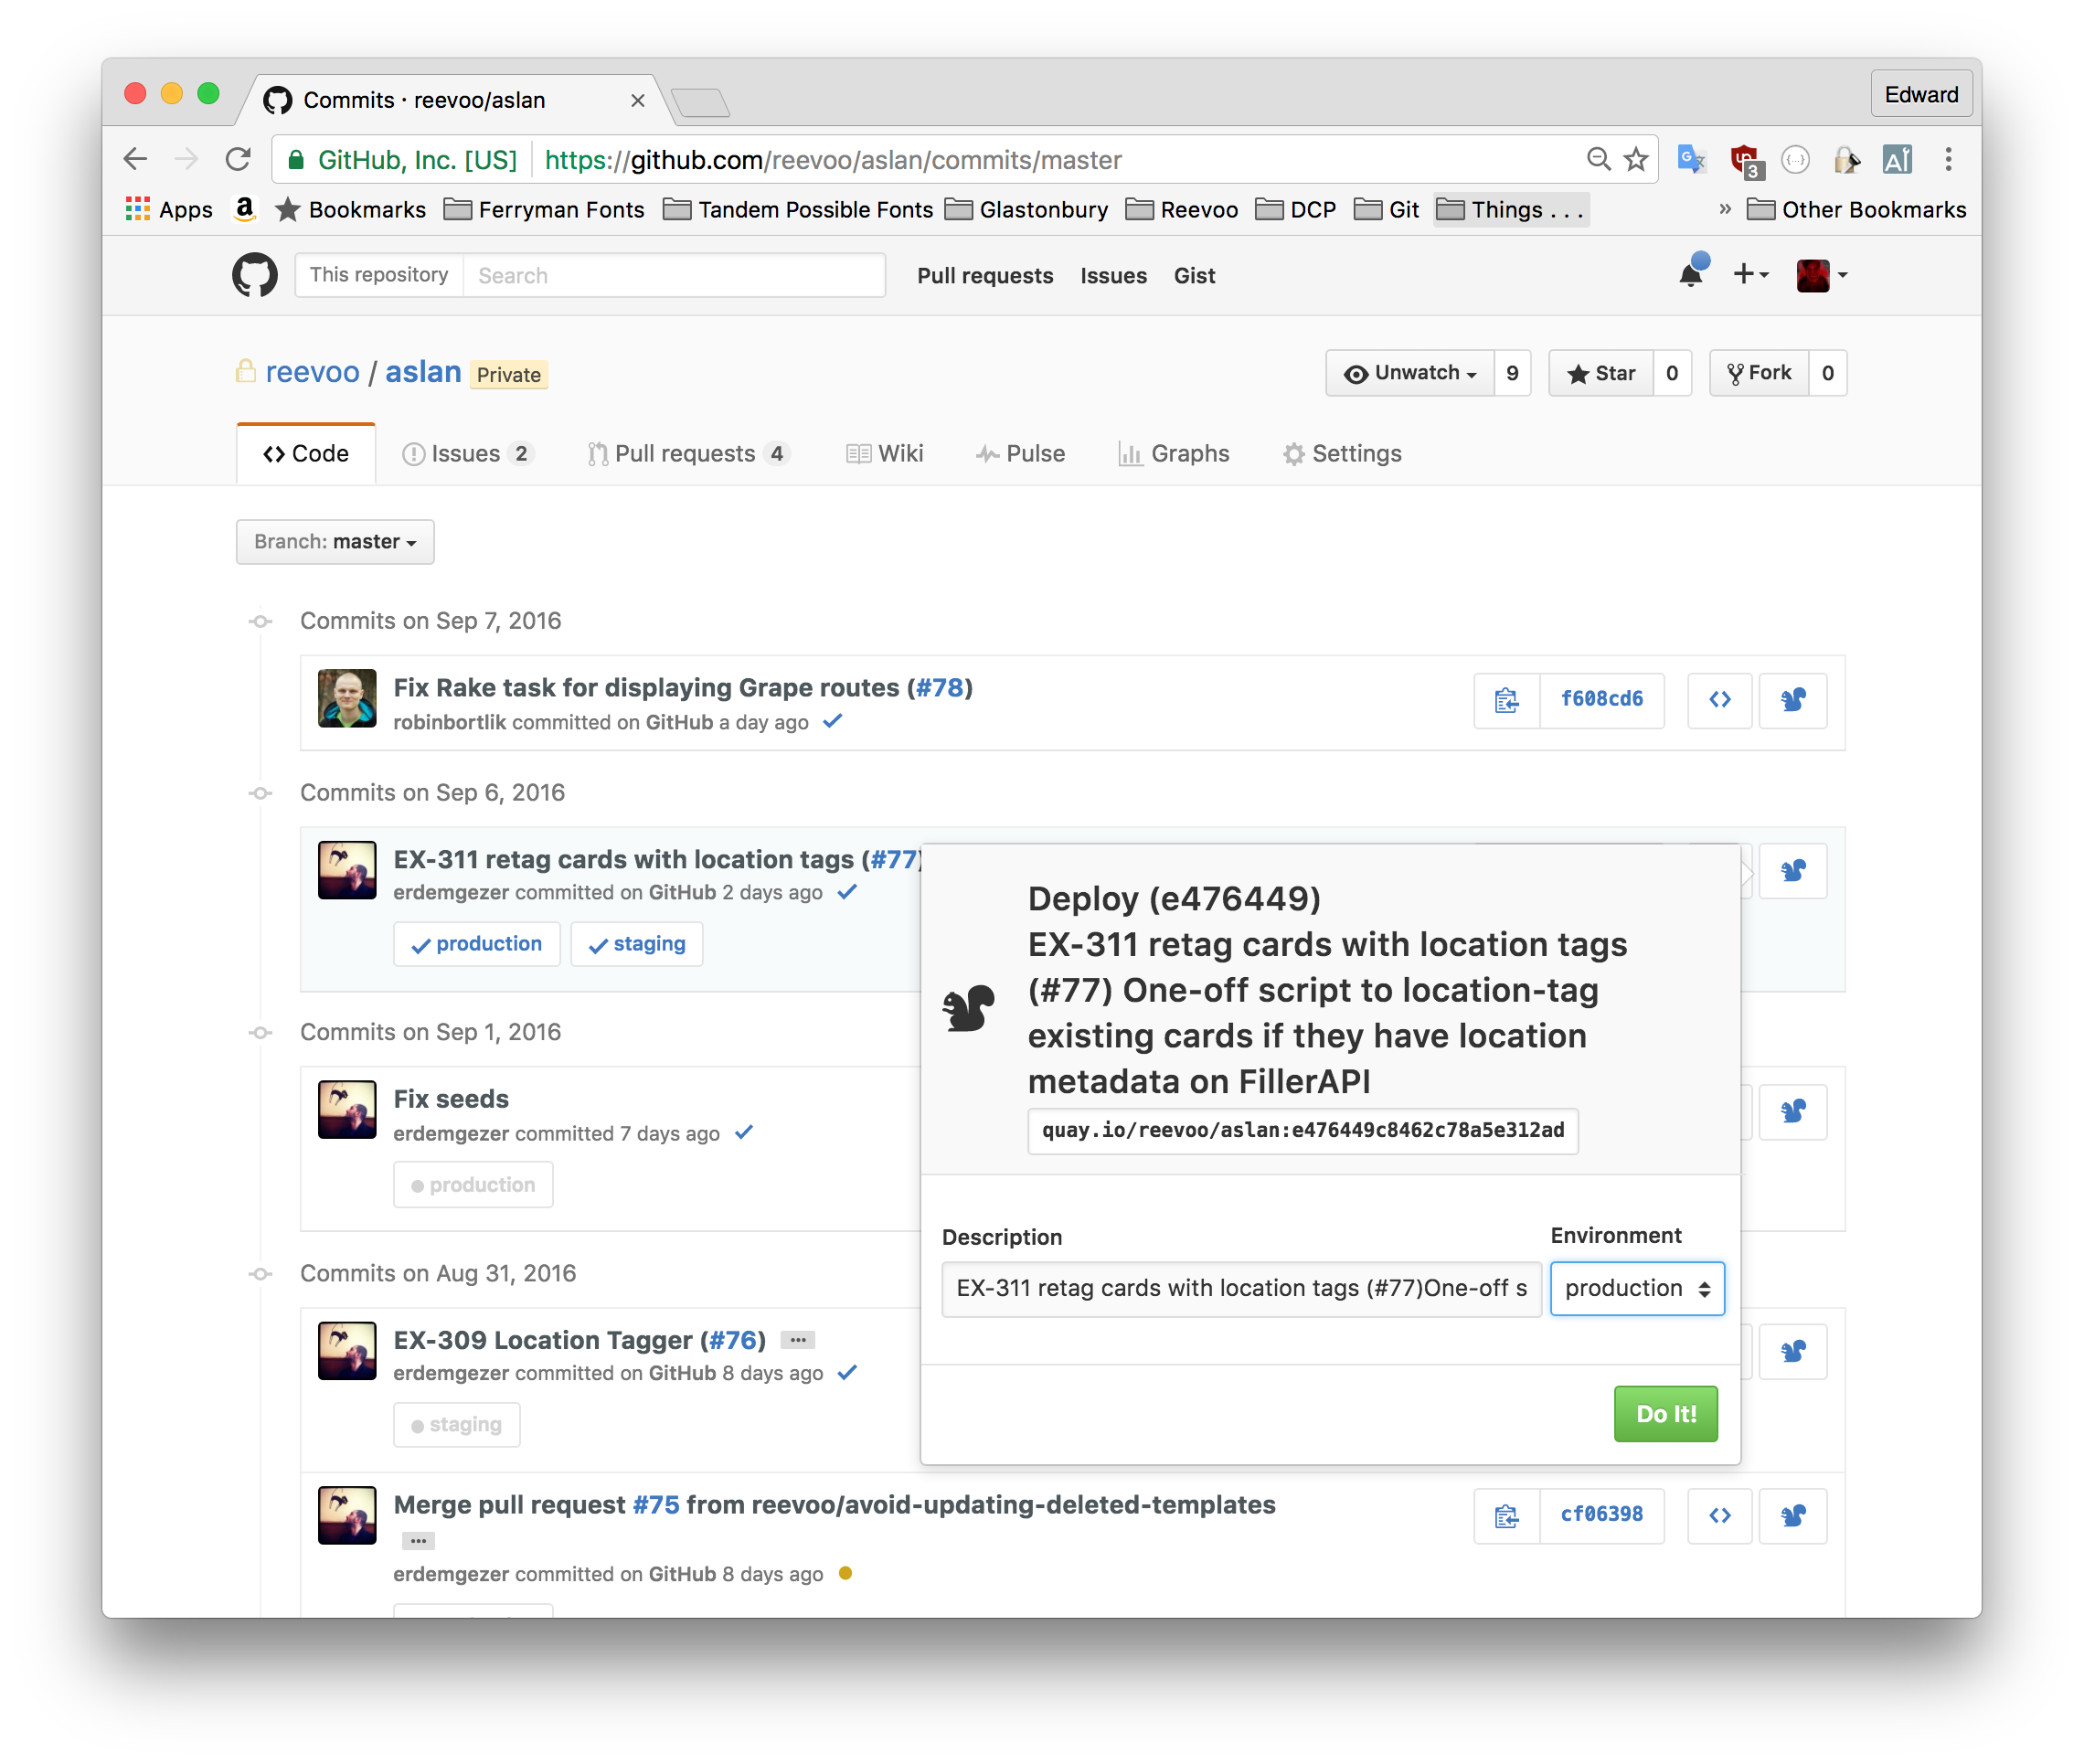 Commits · reevoo/aslan
Edward
GitHub, Inc. [US]
https://github.com/reevoo/aslan/commits/master
3
Apps
Bookmarks
Ferryman Fonts
Tandem Possible Fonts
Glastonbury
Reevoo
DCP
Git
Things . . .
» Other Bookmarks
This repository
Search
Pull requests
Issues
Gist
reevoo / aslan Private
Unwatch 9
Star 0
Fork 0
Code
Issues 2
Pull requests 4
Wiki
Pulse
Graphs
Settings
Branch: master
Commits on Sep 7, 2016
Fix Rake task for displaying Grape routes (#78)
robinbortlik committed on GitHub a day ago
f608cd6
Commits on Sep 6, 2016
EX-311 retag cards with location tags (#77)
erdemgezer committed on GitHub 2 days ago
production
staging
Deploy (e476449)
EX-311 retag cards with location tags
(#77) One-off script to location-tag
existing cards if they have location
metadata on FillerAPI
quay.io/reevoo/aslan:e476449c8462c78a5e312ad
Description
Environment
EX-311 retag cards with location tags (#77)One-off s
production
Do It!
Commits on Sep 1, 2016
Fix seeds
erdemgezer committed 7 days ago
production
Commits on Aug 31, 2016
EX-309 Location Tagger (#76) ...
erdemgezer committed on GitHub 8 days ago
staging
Merge pull request #75 from reevoo/avoid-updating-deleted-templates
...
erdemgezer committed on GitHub 8 days ago
cf06398